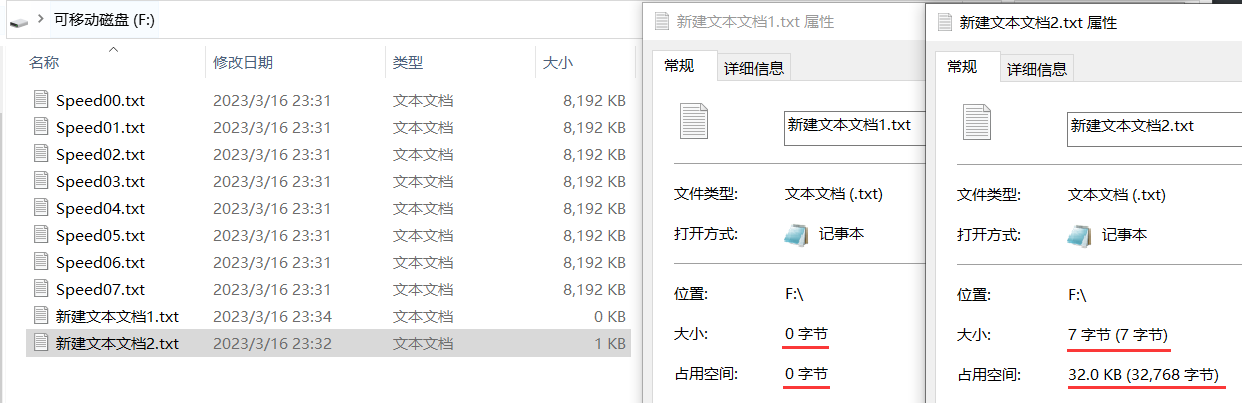 可移动磁盘 (F:)
名称 修改日期 类型 大小
Speed00.txt 2023/3/16 23:31 文本文档 8,192 KB
Speed01.txt 2023/3/16 23:31 文本文档 8,192 KB
Speed02.txt 2023/3/16 23:31 文本文档 8,192 KB
Speed03.txt 2023/3/16 23:31 文本文档 8,192 KB
Speed04.txt 2023/3/16 23:31 文本文档 8,192 KB
Speed05.txt 2023/3/16 23:31 文本文档 8,192 KB
Speed06.txt 2023/3/16 23:31 文本文档 8,192 KB
Speed07.txt 2023/3/16 23:31 文本文档 8,192 KB
新建文本文档1.txt 2023/3/16 23:34 文本文档 0 KB
新建文本文档2.txt 2023/3/16 23:32 文本文档 1 KB
新建文本文档1.txt 属性
常规 详细信息
新建文本文档1.txt
文件类型: 文本文档 (.txt)
打开方式: 记事本
位置: F:\
大小: 0 字节
占用空间: 0 字节
新建文本文档2.txt 属性
常规 详细信息
新建文本文档2.txt
文件类型: 文本文档 (.txt)
打开方式: 记事本
位置: F:\
大小: 7 字节 (7 字节)
占用空间: 32.0 KB (32,768 字节)